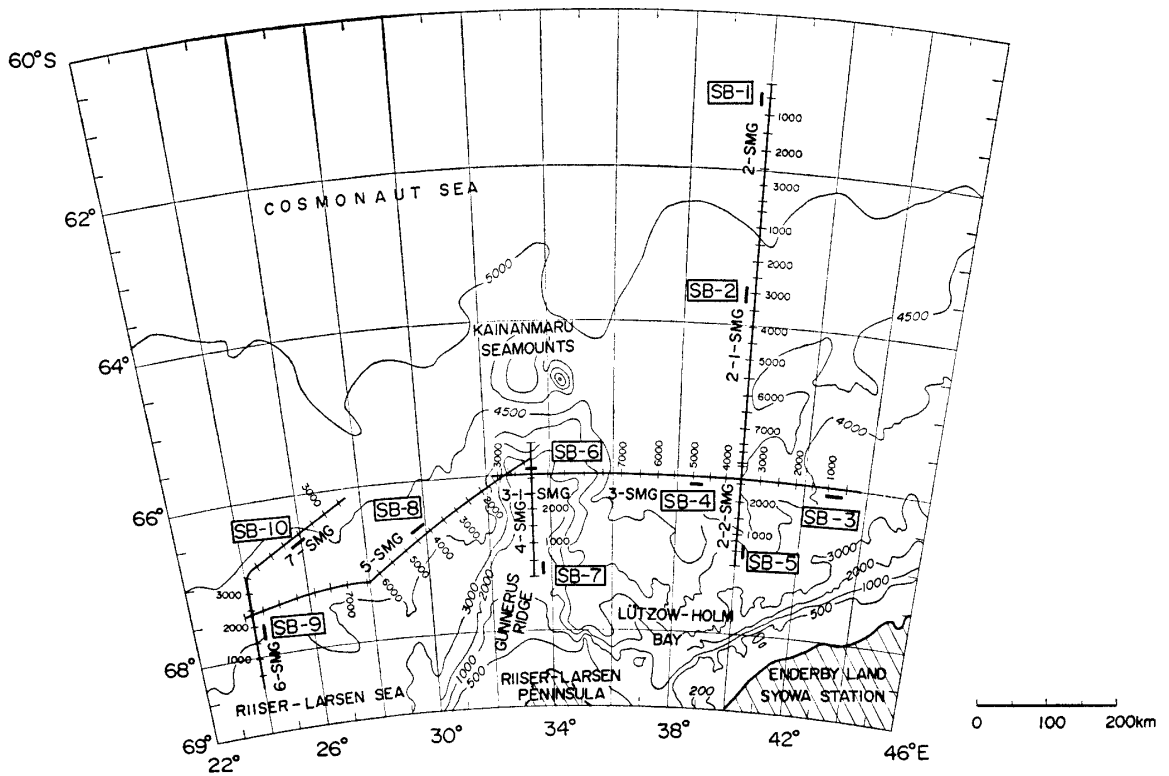 60°S
SB-1
1000
2-SMG
2000
3000
COSMONAUT SEA
62°
1000
2000
5000
SB-2
3000
4500
KAINANMARU
SEAMOUNTS
4000
2-1-SMG
64°
5000
6000
4500
4000
7000
SB-6
3000
7000
6000
5000
4000
3000
2000
1000
3-1-SMG
3-SMG
SB-4
SB-3
66°
3000
SB-10
7-SMG
SB-8
5-SMG
2000
3000
4000
5000
6000
7000
4-SMG
2000
1000
2-2-SMG
2000
1000
SB-5
3000
2000
1000
500
SB-7
3000
2000
GUNNERUS
RIDGE
LÜTZOW-HOLM
BAY
3000
2000
SB-9
1000
6-SMG
68°
RIISER-LARSEN SEA
1000
500
RIISER-LARSEN
PENINSULA
200
ENDERBY LAND
SYOWA STATION
69°
22°
26°
30°
34°
38°
42°
46°E
0 100 200km